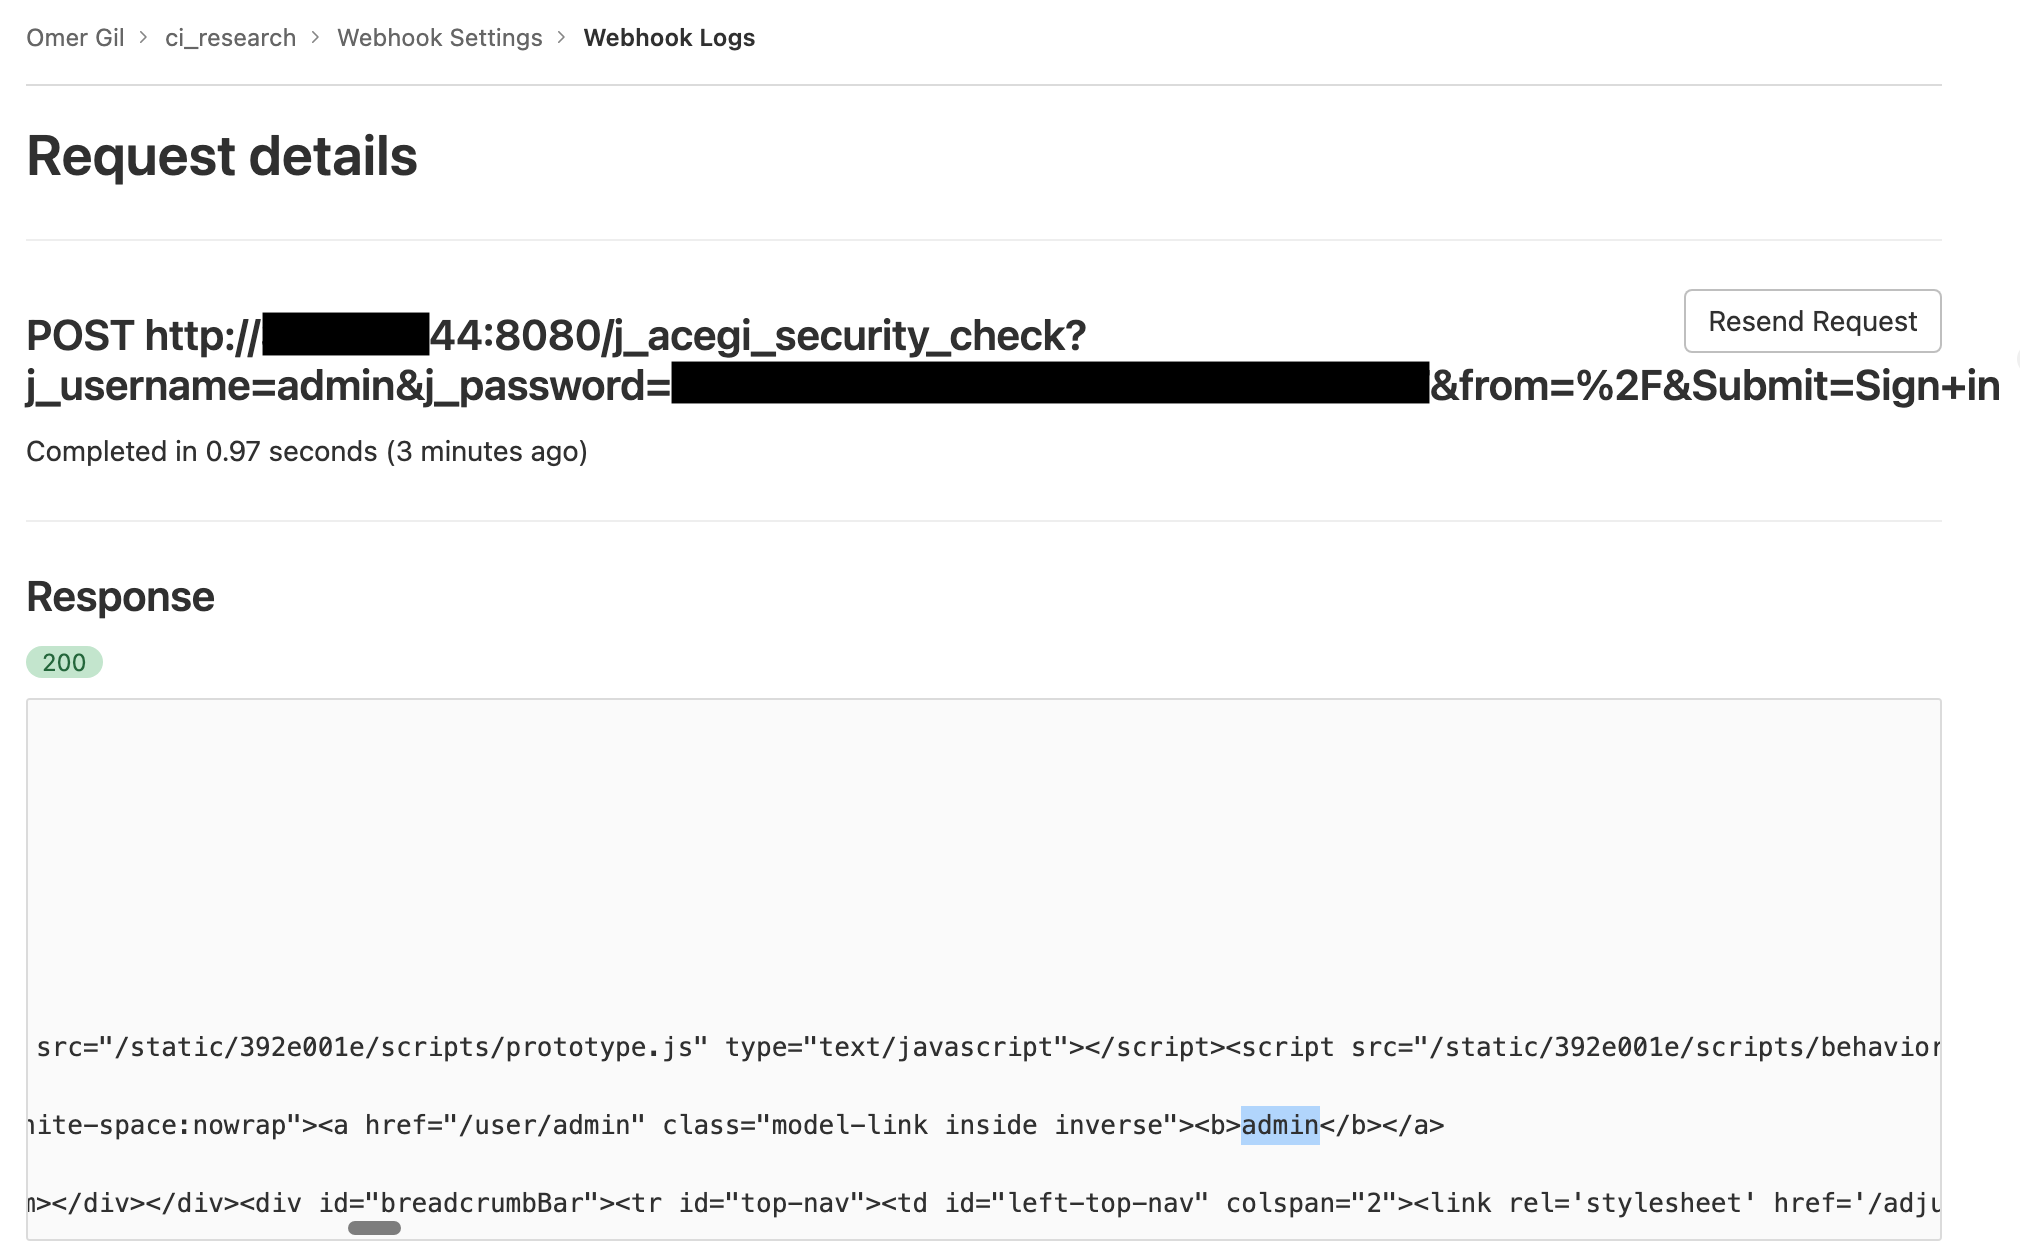 Omer Gil > ci_research > Webhook Settings > Webhook Logs
Request details
POST http://44:8080/j_acegi_security_check?
j_username=admin&j_password=&from=%2F&Submit=Sign+in
Resend Request
Completed in 0.97 seconds (3 minutes ago)
Response
200
src="/static/392e001e/scripts/prototype.js" type="text/javascript"></script><script src="/static/392e001e/scripts/behavior
hite-space:nowrap"><a href="/user/admin" class="model-link inside inverse"><b>admin</b></a>
m></div></div><div id="breadcrumbBar"><tr id="top-nav"><td id="left-top-nav" colspan="2"><link rel='stylesheet' href='/adju